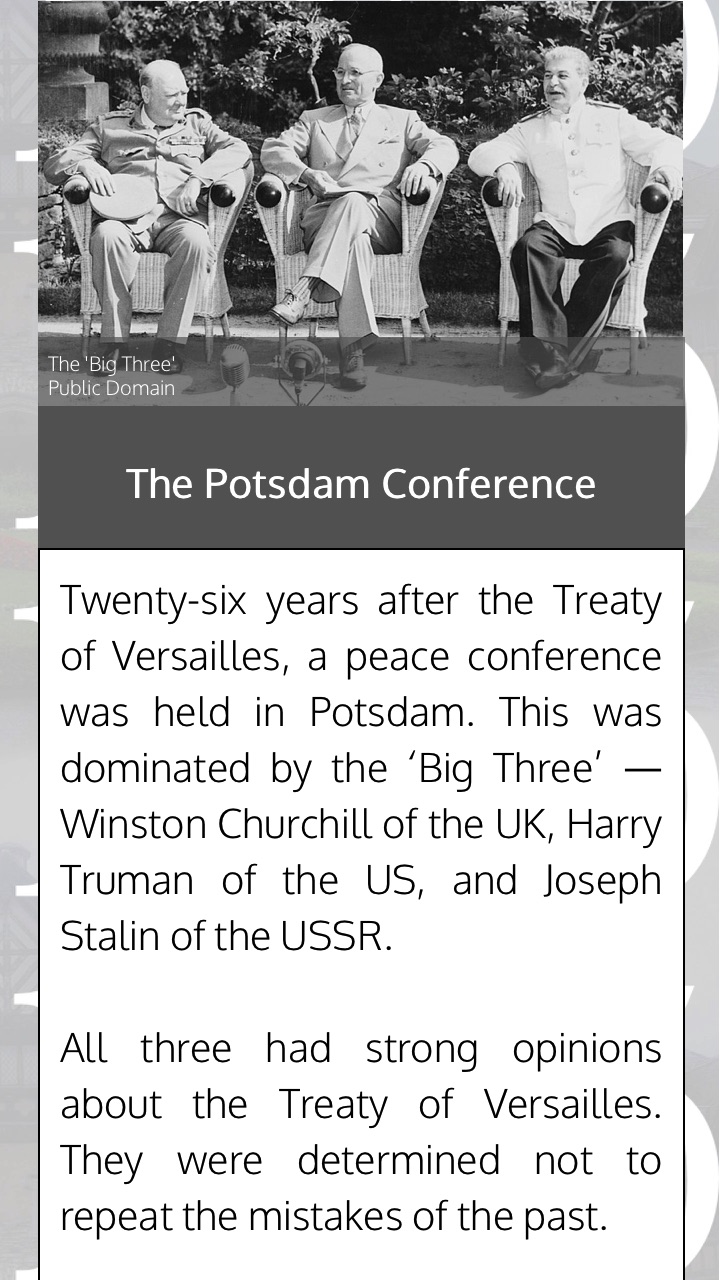 The 'Big Three'
Public Domain
The Potsdam Conference
Twenty-six years after the Treaty
of Versailles, a peace conference
was held in Potsdam. This was
dominated by the ‘Big Three’ —
Winston Churchill of the UK, Harry
Truman of the US, and Joseph
Stalin of the USSR.
All three had strong opinions
about the Treaty of Versailles.
They were determined not to
repeat the mistakes of the past.